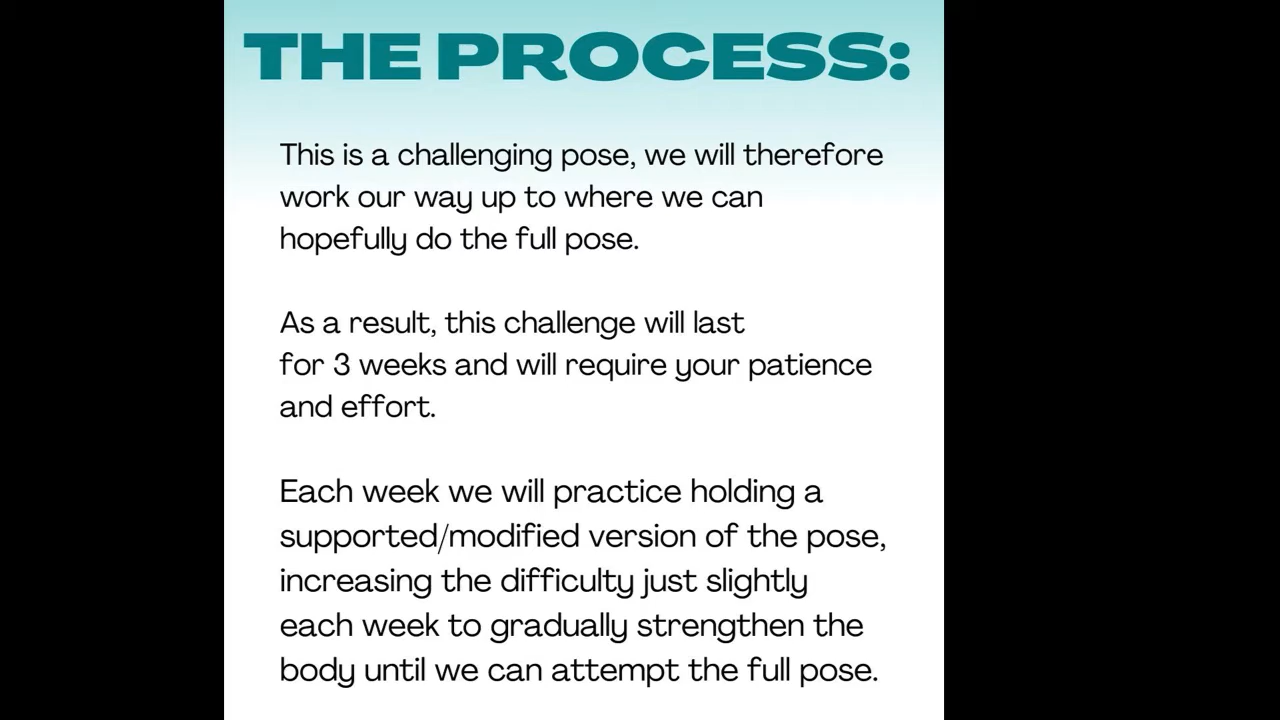 THE PROCESS:
This is a challenging pose, we will therefore
work our way up to where we can
hopefully do the full pose.
As a result, this challenge will last
for 3 weeks and will require your patience
and effort.
Each week we will practice holding a
supported/modified version of the pose,
increasing the difficulty just slightly
each week to gradually strengthen the
body until we can attempt the full pose.